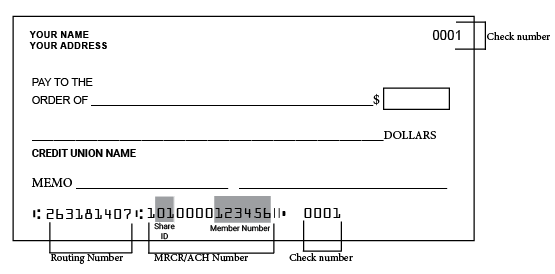 YOUR NAME
YOUR ADDRESS
0001
Check number
PAY TO THE
ORDER OF $
DOLLARS
CREDIT UNION NAME
MEMO
⑆263181407⑆1010000123456⑈ 0001
Share
ID
Member Number
Routing Number
MRCR/ACH Number
Check number